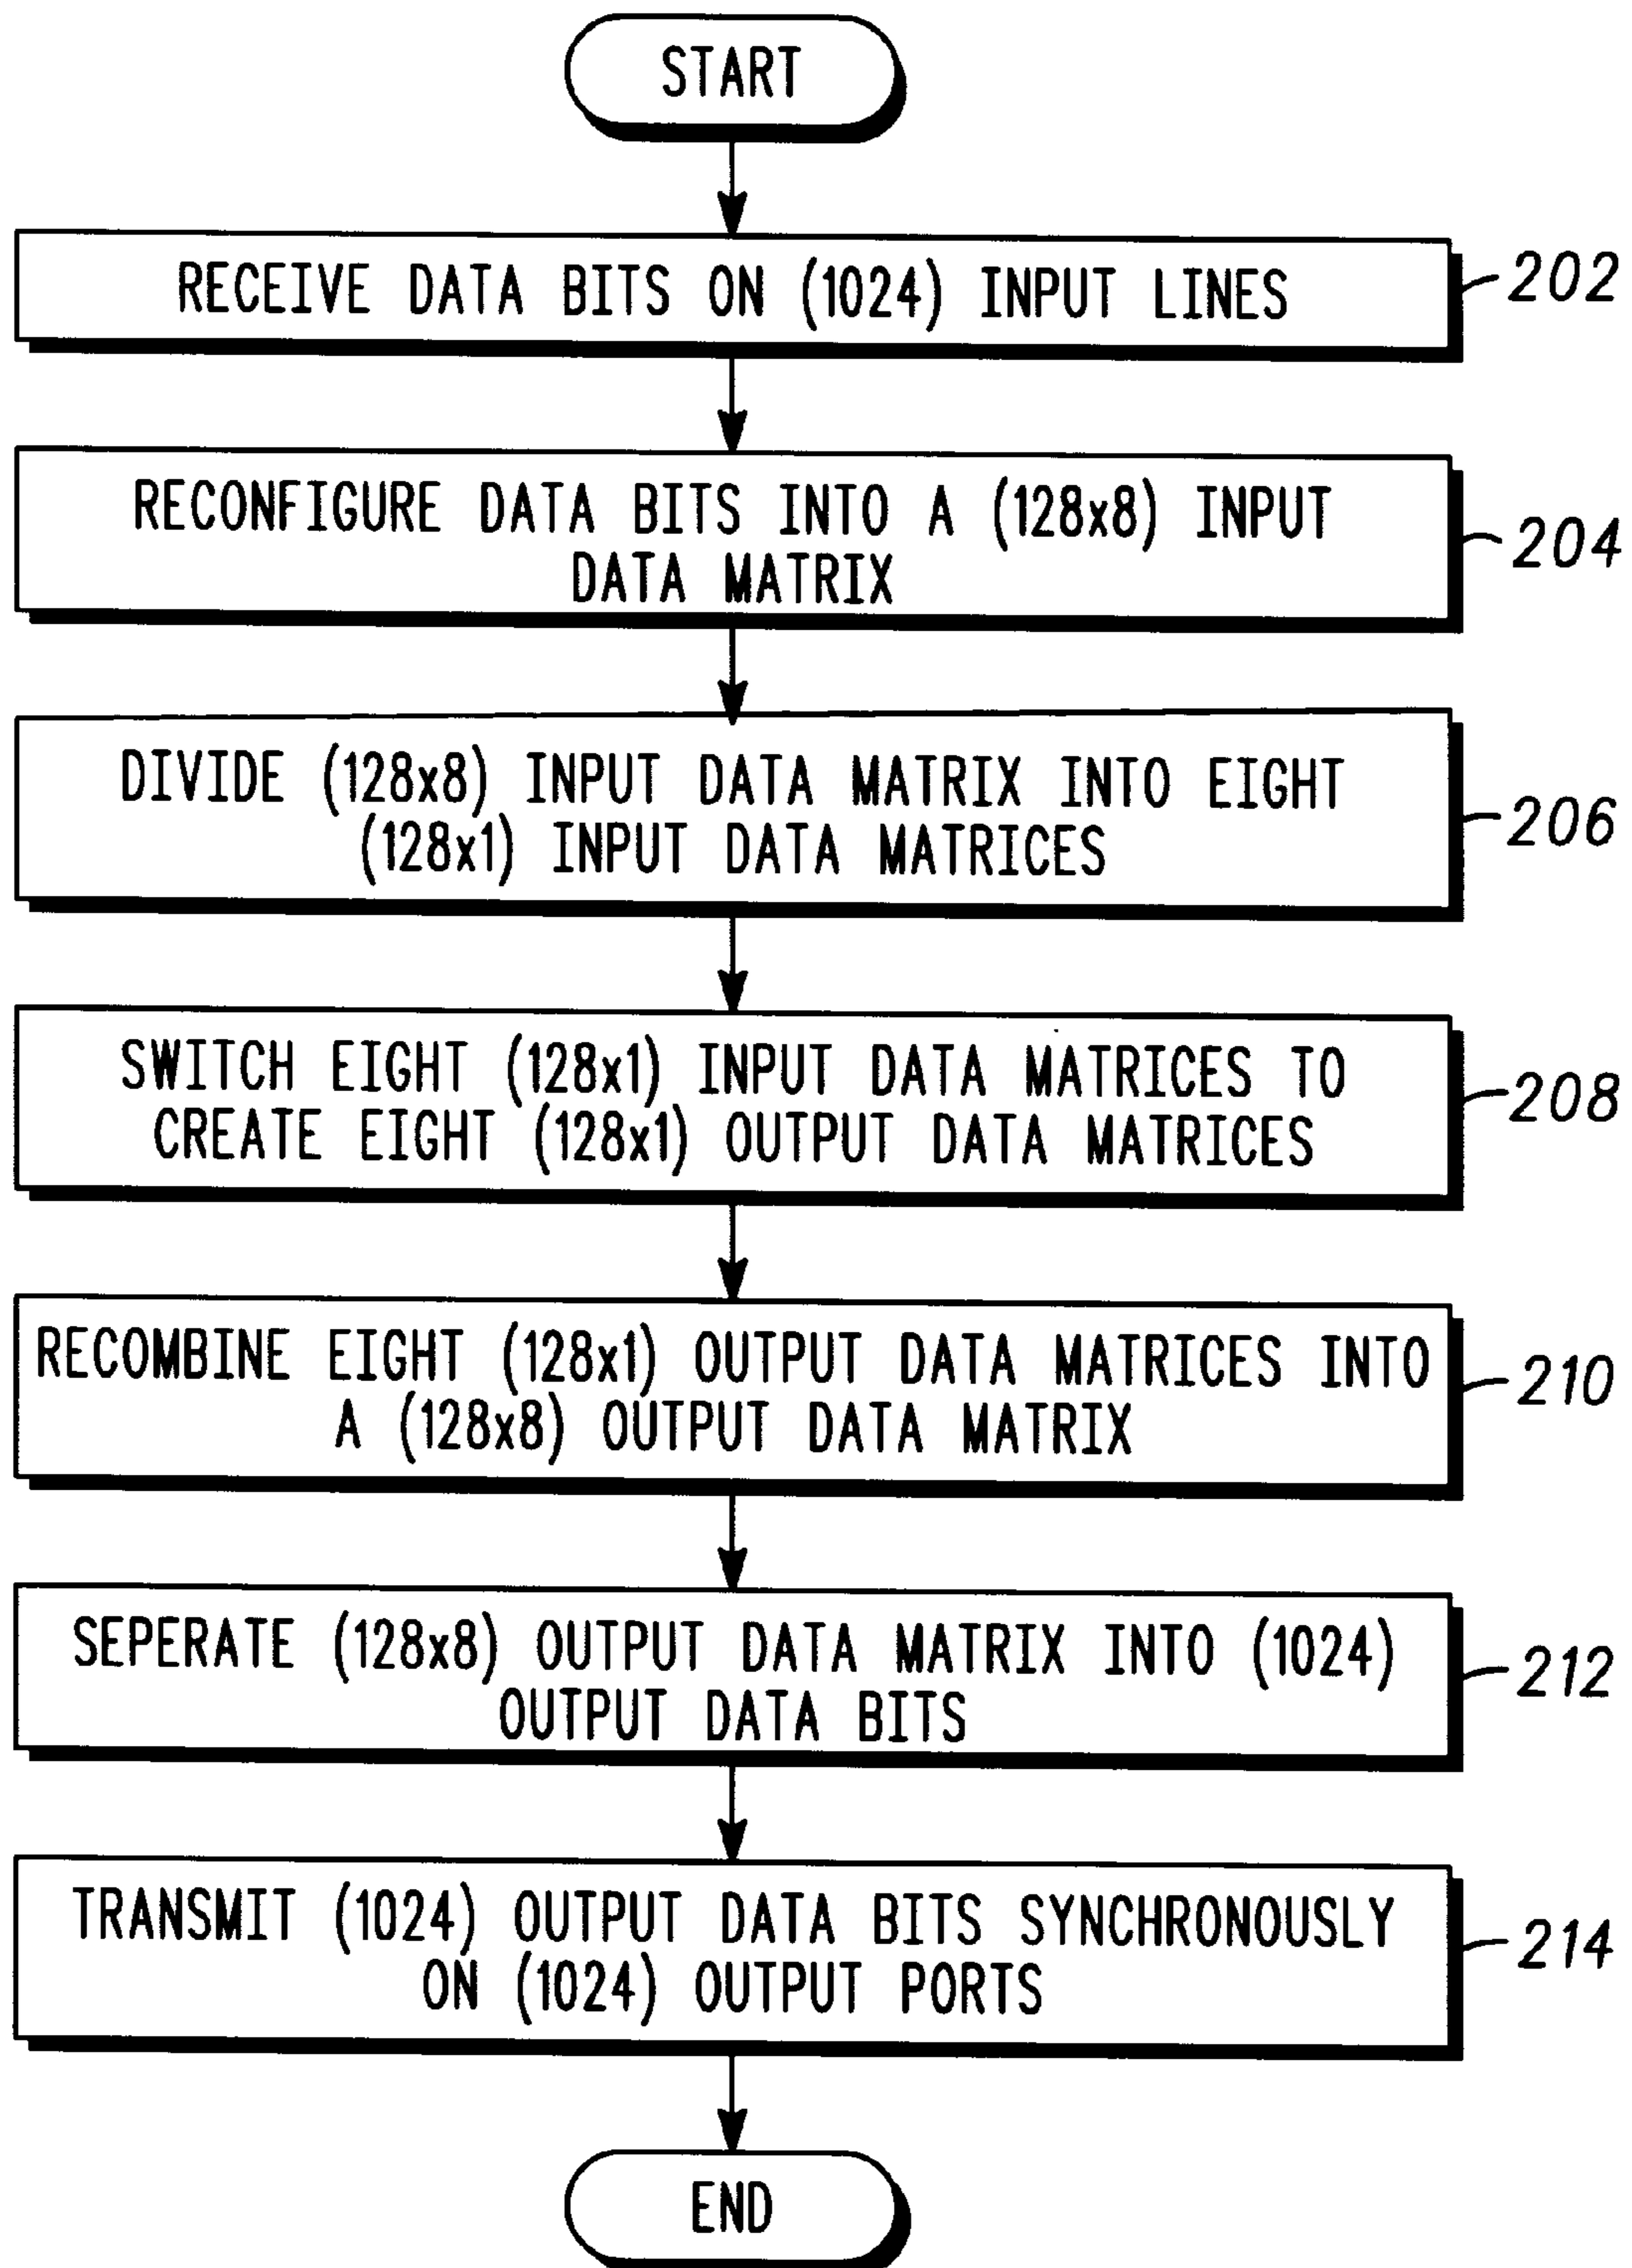 START
RECEIVE DATA BITS ON (1024) INPUT LINES
202
RECONFIGURE DATA BITS INTO A (128x8) INPUT
DATA MATRIX
204
DIVIDE (128x8) INPUT DATA MATRIX INTO EIGHT
(128x1) INPUT DATA MATRICES
206
SWITCH EIGHT (128x1) INPUT DATA MATRICES TO
CREATE EIGHT (128x1) OUTPUT DATA MATRICES
208
RECOMBINE EIGHT (128x1) OUTPUT DATA MATRICES INTO
A (128x8) OUTPUT DATA MATRIX
210
SEPERATE (128x8) OUTPUT DATA MATRIX INTO (1024)
OUTPUT DATA BITS
212
TRANSMIT (1024) OUTPUT DATA BITS SYNCHRONOUSLY
ON (1024) OUTPUT PORTS
214
END